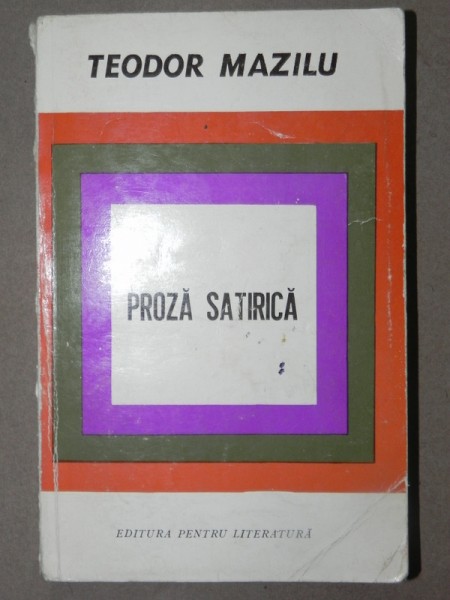 TEODOR MAZILU
PROZĂ SATIRICĂ
EDITURA PENTRU LITERATURĂ